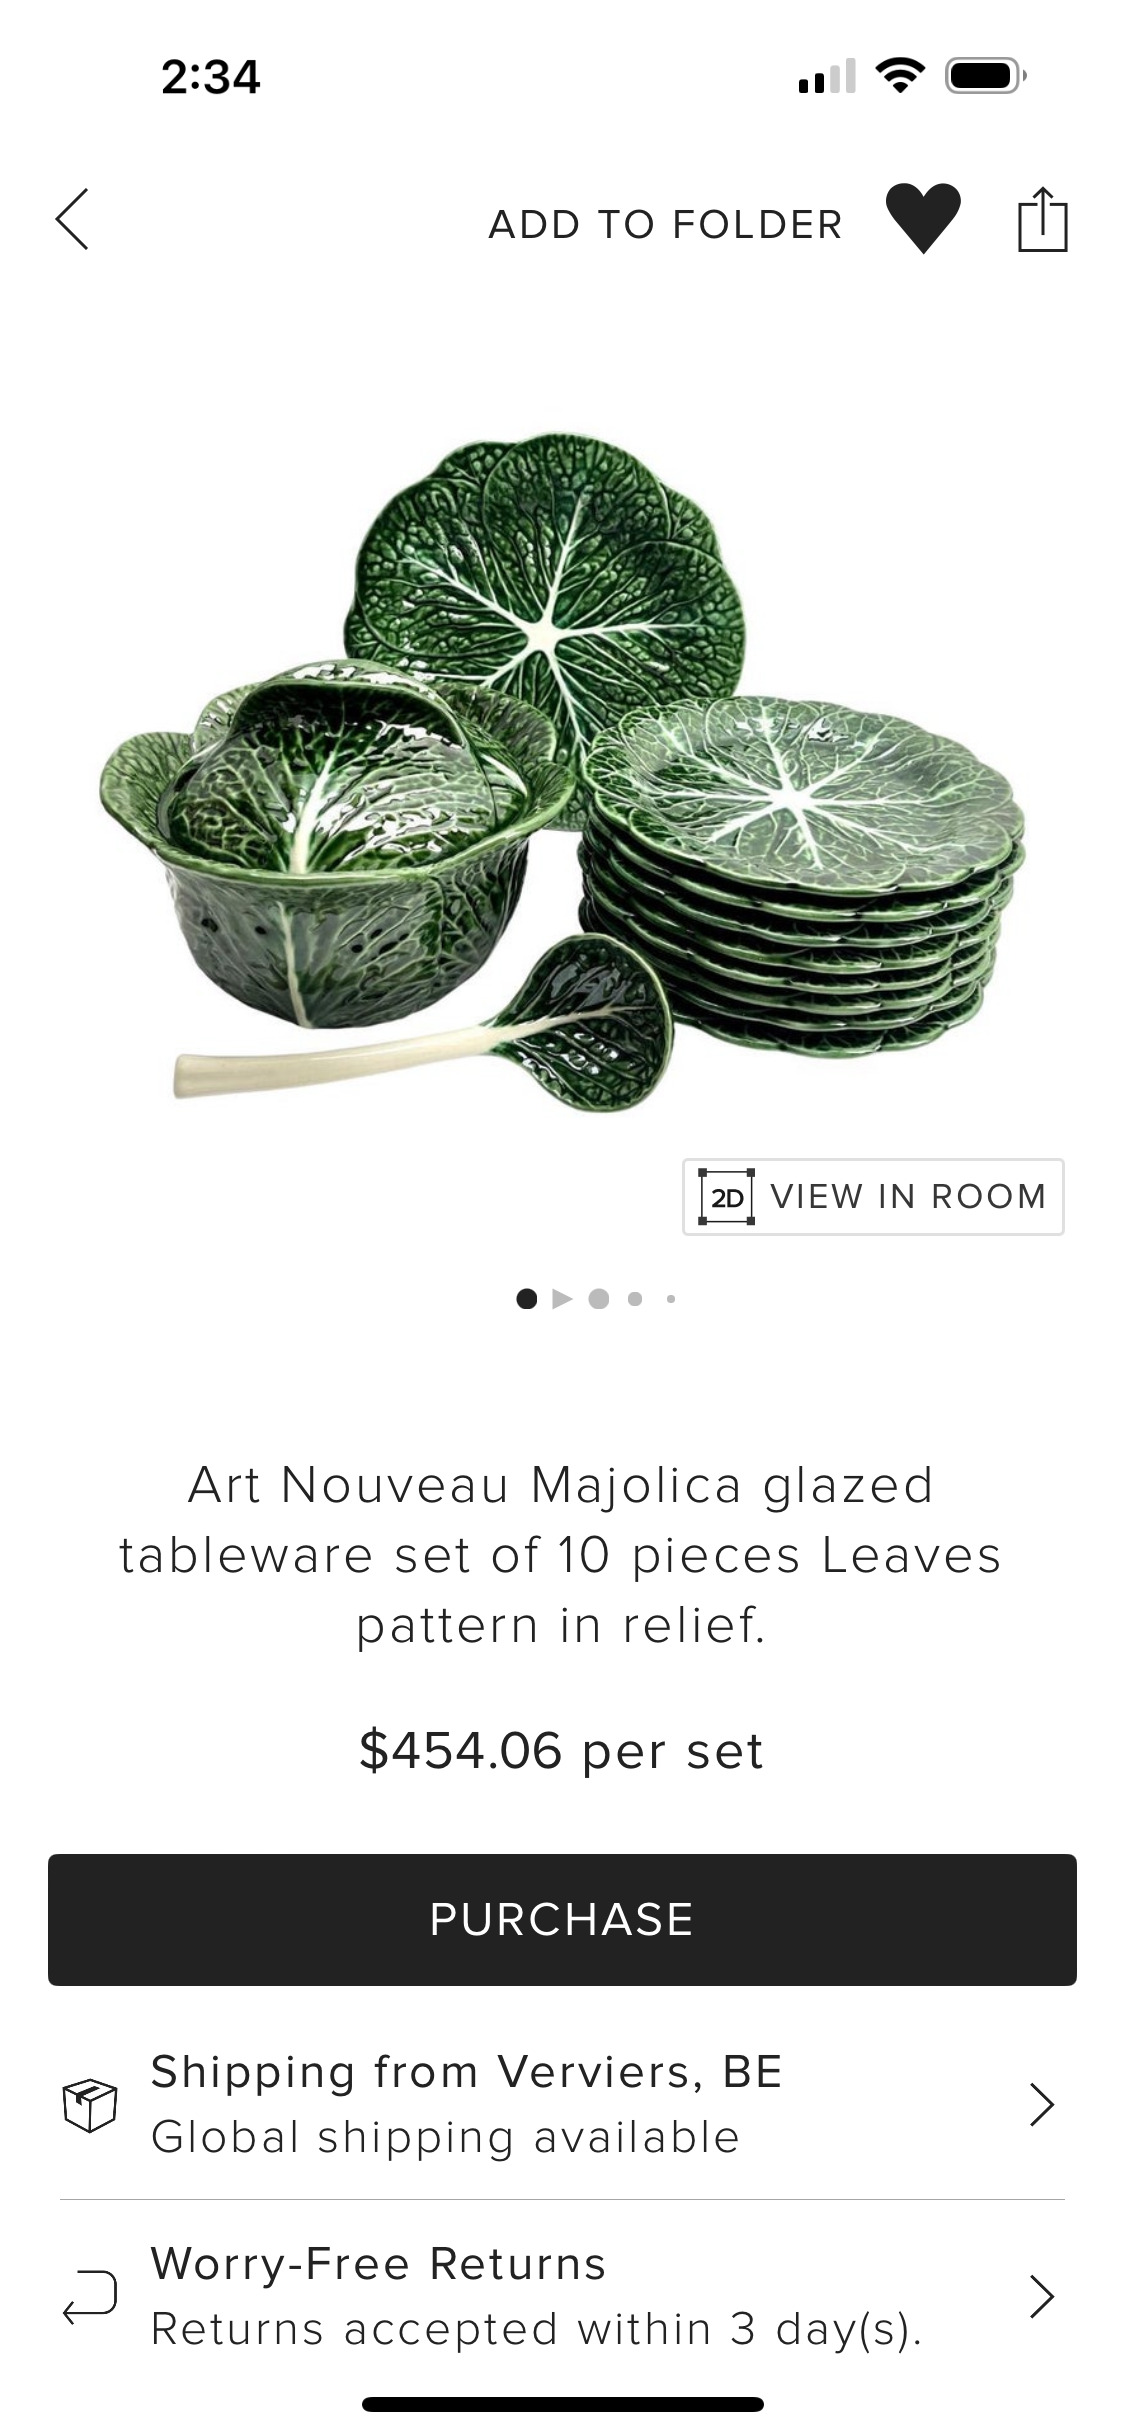 2:34
ADD TO FOLDER
2D VIEW IN ROOM
Art Nouveau Majolica glazed
tableware set of 10 pieces Leaves
pattern in relief.
$454.06 per set
PURCHASE
Shipping from Verviers, BE
Global shipping available
Worry-Free Returns
Returns accepted within 3 day(s).